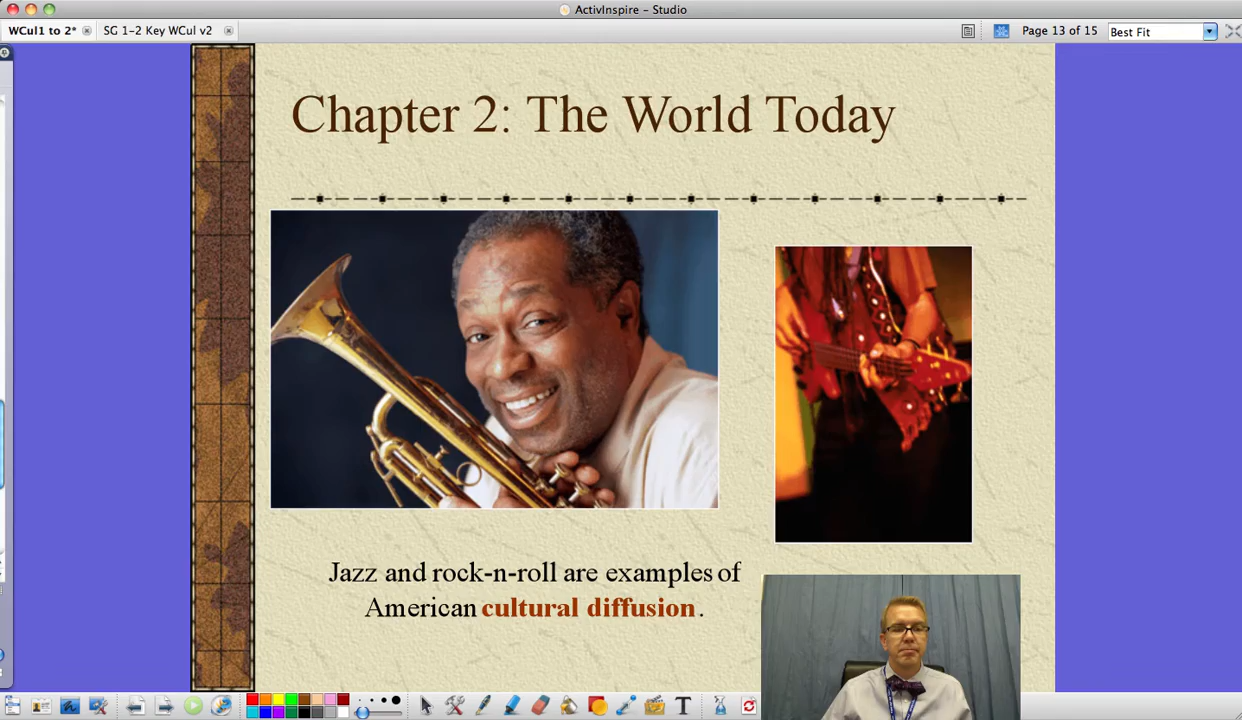 ActivInspire – Studio
WCul1 to 2*
SG 1-2 Key WCul v2
Page 13 of 15
Best Fit
Chapter 2: The World Today
Jazz and rock-n-roll are examples of
American cultural diffusion.
T